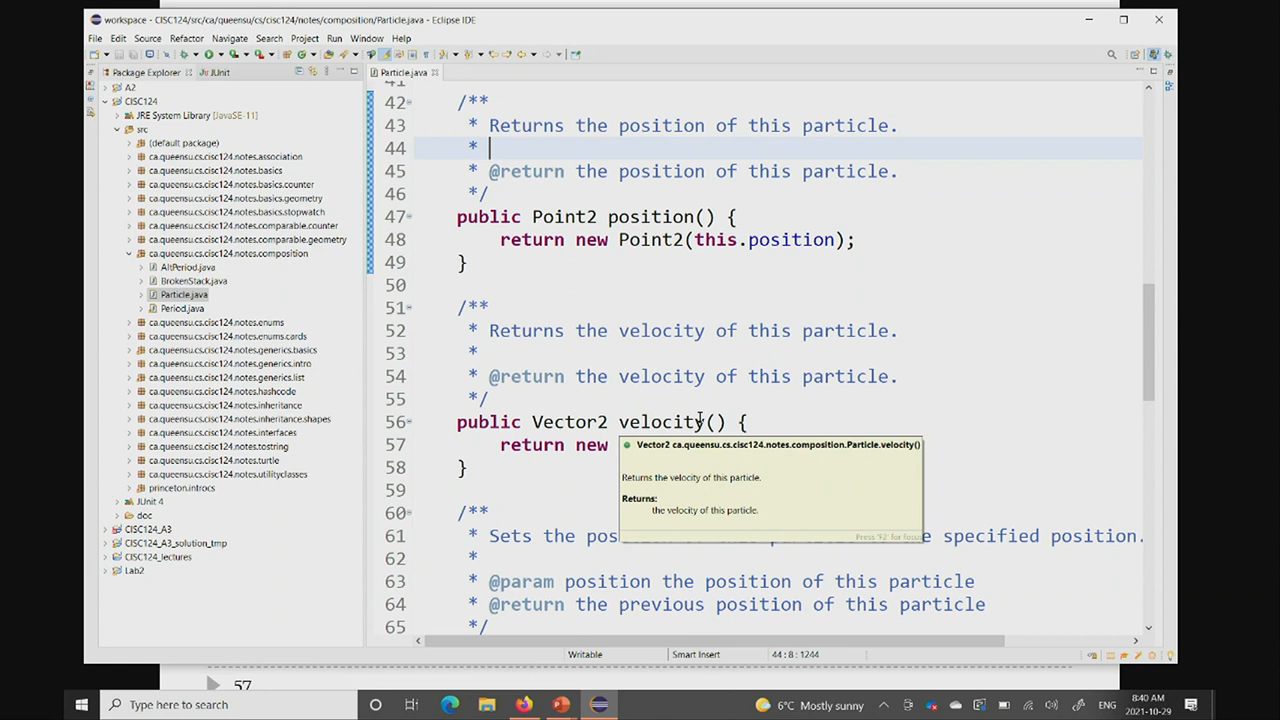 workspace - CISC124/src/ca/queensu/cs/cisc124/notes/composition/Particle.java - Eclipse IDE
File Edit Source Refactor Navigate Search Project Run Window Help
Package Explorer JUnit
Particle.java
A2
CISC124
JRE System Library [JavaSE-11]
src
(default package)
ca.queensu.cs.cisc124.notes.association
ca.queensu.cs.cisc124.notes.basics
ca.queensu.cs.cisc124.notes.basics.counter
ca.queensu.cs.cisc124.notes.basics.geometry
ca.queensu.cs.cisc124.notes.basics.stopwatch
ca.queensu.cs.cisc124.notes.comparable.counter
ca.queensu.cs.cisc124.notes.comparable.geometry
ca.queensu.cs.cisc124.notes.composition
AltPeriod.java
BrokenStack.java
Particle.java
Period.java
ca.queensu.cs.cisc124.notes.enums
ca.queensu.cs.cisc124.notes.enums.cards
ca.queensu.cs.cisc124.notes.generics.basics
ca.queensu.cs.cisc124.notes.generics.intro
ca.queensu.cs.cisc124.notes.generics.list
ca.queensu.cs.cisc124.notes.hashcode
ca.queensu.cs.cisc124.notes.inheritance
ca.queensu.cs.cisc124.notes.inheritance.shapes
ca.queensu.cs.cisc124.notes.interfaces
ca.queensu.cs.cisc124.notes.tostring
ca.queensu.cs.cisc124.notes.turtle
ca.queensu.cs.cisc124.notes.utilityclasses
princeton.introcs
JUnit 4
doc
CISC124_A3
CISC124_A3_solution_tmp
CISC124_lectures
Lab2
41
42 /**
43 * Returns the position of this particle.
44 *
45 * @return the position of this particle.
46 */
47 public Point2 position() {
48 return new Point2(this.position);
49 }
50
51 /**
52 * Returns the velocity of this particle.
53 *
54 * @return the velocity of this particle.
55 */
56 public Vector2 velocity() {
57 return new
58 }
59
60 /**
61 * Sets the specified position.
62 *
63 * @param position the position of this particle
64 * @return the previous position of this particle
65 */
Vector2 ca.queensu.cs.cisc124.notes.composition.Particle.velocity()
Returns the velocity of this particle.
Returns:
the velocity of this particle.
Press 'F2' for focus
Writable Smart Insert 44 : 8 : 1244
57
Type here to search
6°C Mostly sunny
ENG
8:40 AM
2021-10-29